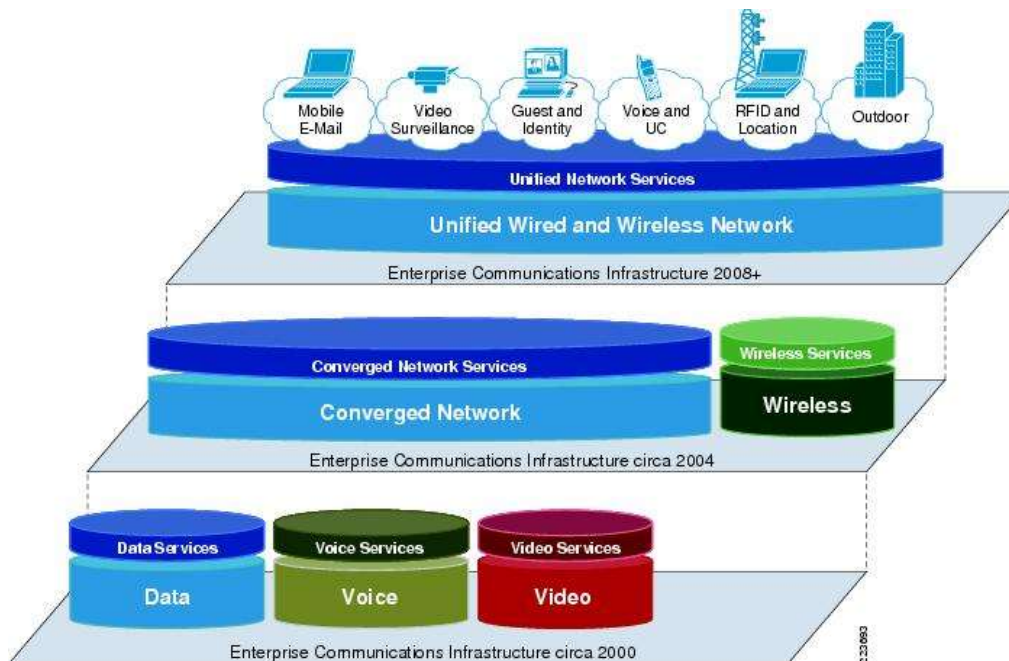 Mobile
E-Mail
Video
Surveillance
Guest and
Identity
Voice and
UC
RFID and
Location
Outdoor
Unified Network Services
Unified Wired and Wireless Network
Enterprise Communications Infrastructure 2008+
Converged Network Services
Wireless Services
Converged Network
Wireless
Enterprise Communications Infrastructure circa 2004
Data Services
Voice Services
Video Services
Data
Voice
Video
Enterprise Communications Infrastructure circa 2000
223693